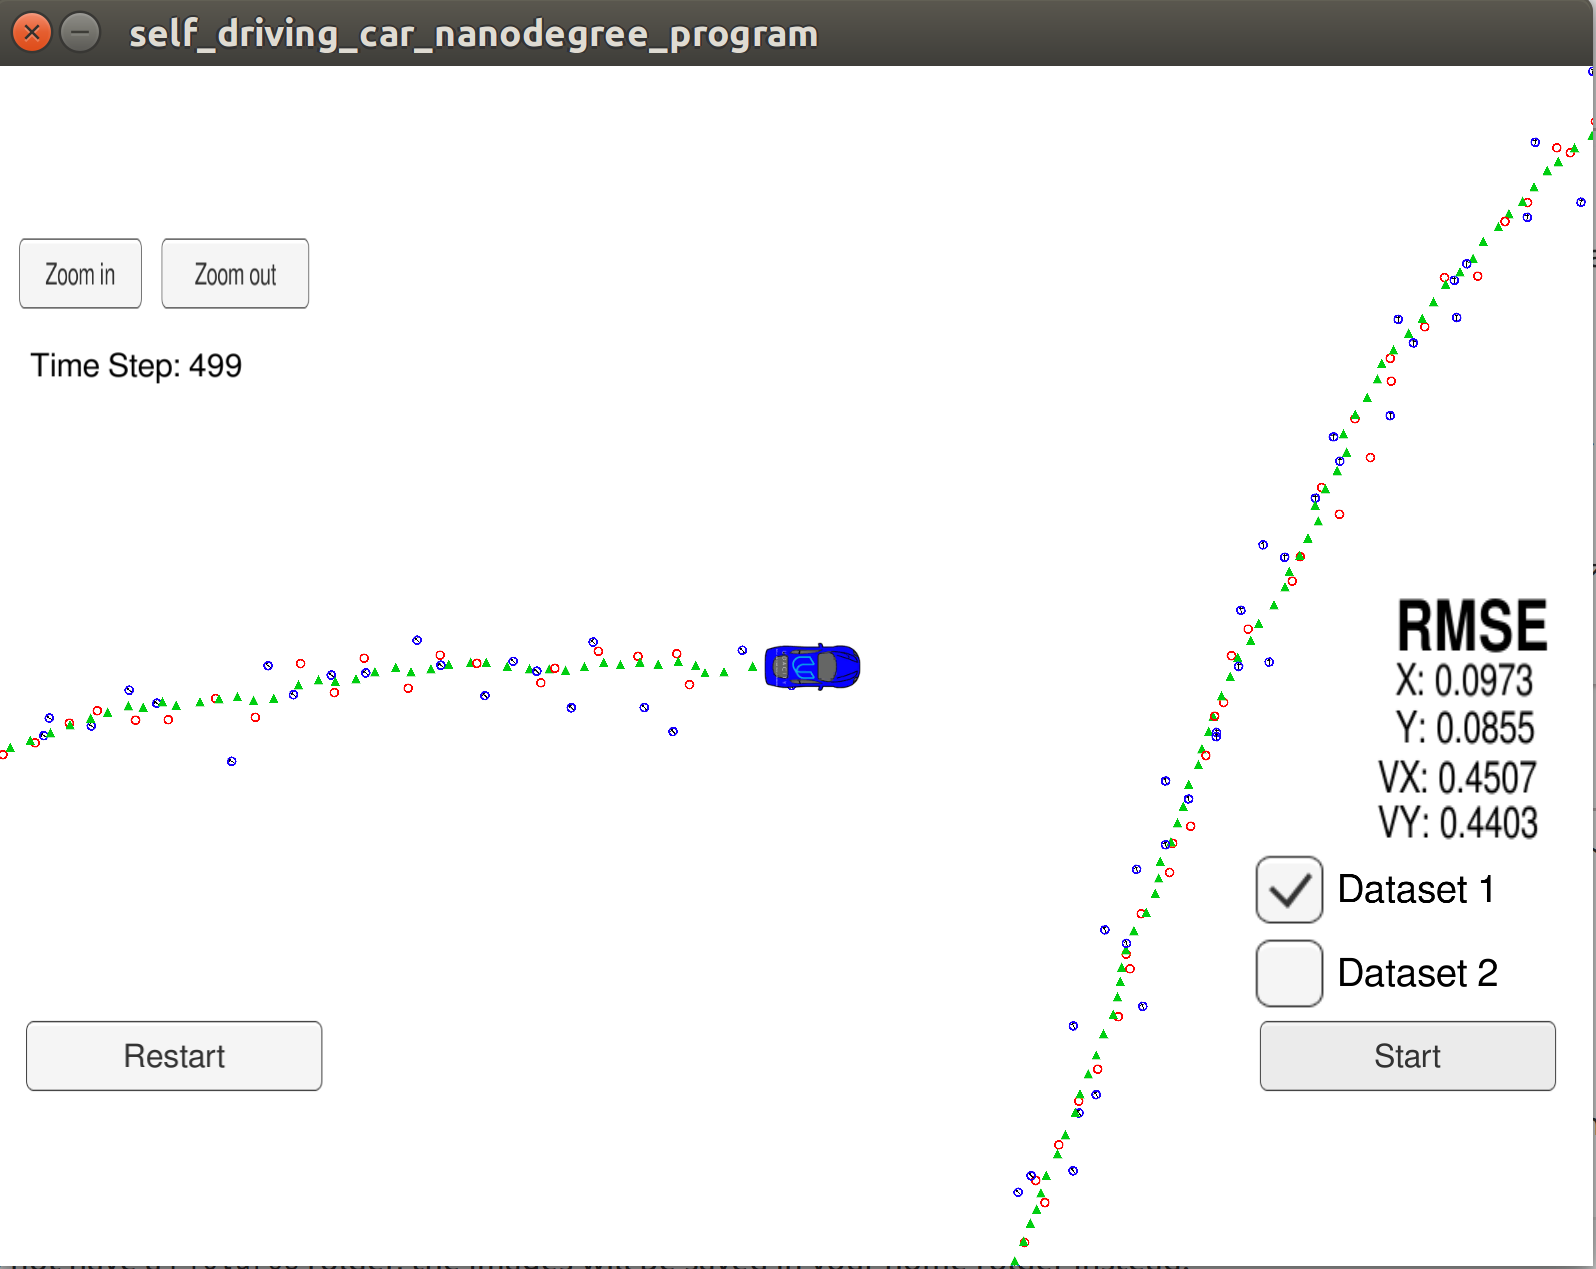 self_driving_car_nanodegree_program
Zoom in
Zoom out
Time Step: 499
RMSE
X: 0.0973
Y: 0.0855
VX: 0.4507
VY: 0.4403
Dataset 1
Dataset 2
Restart
Start